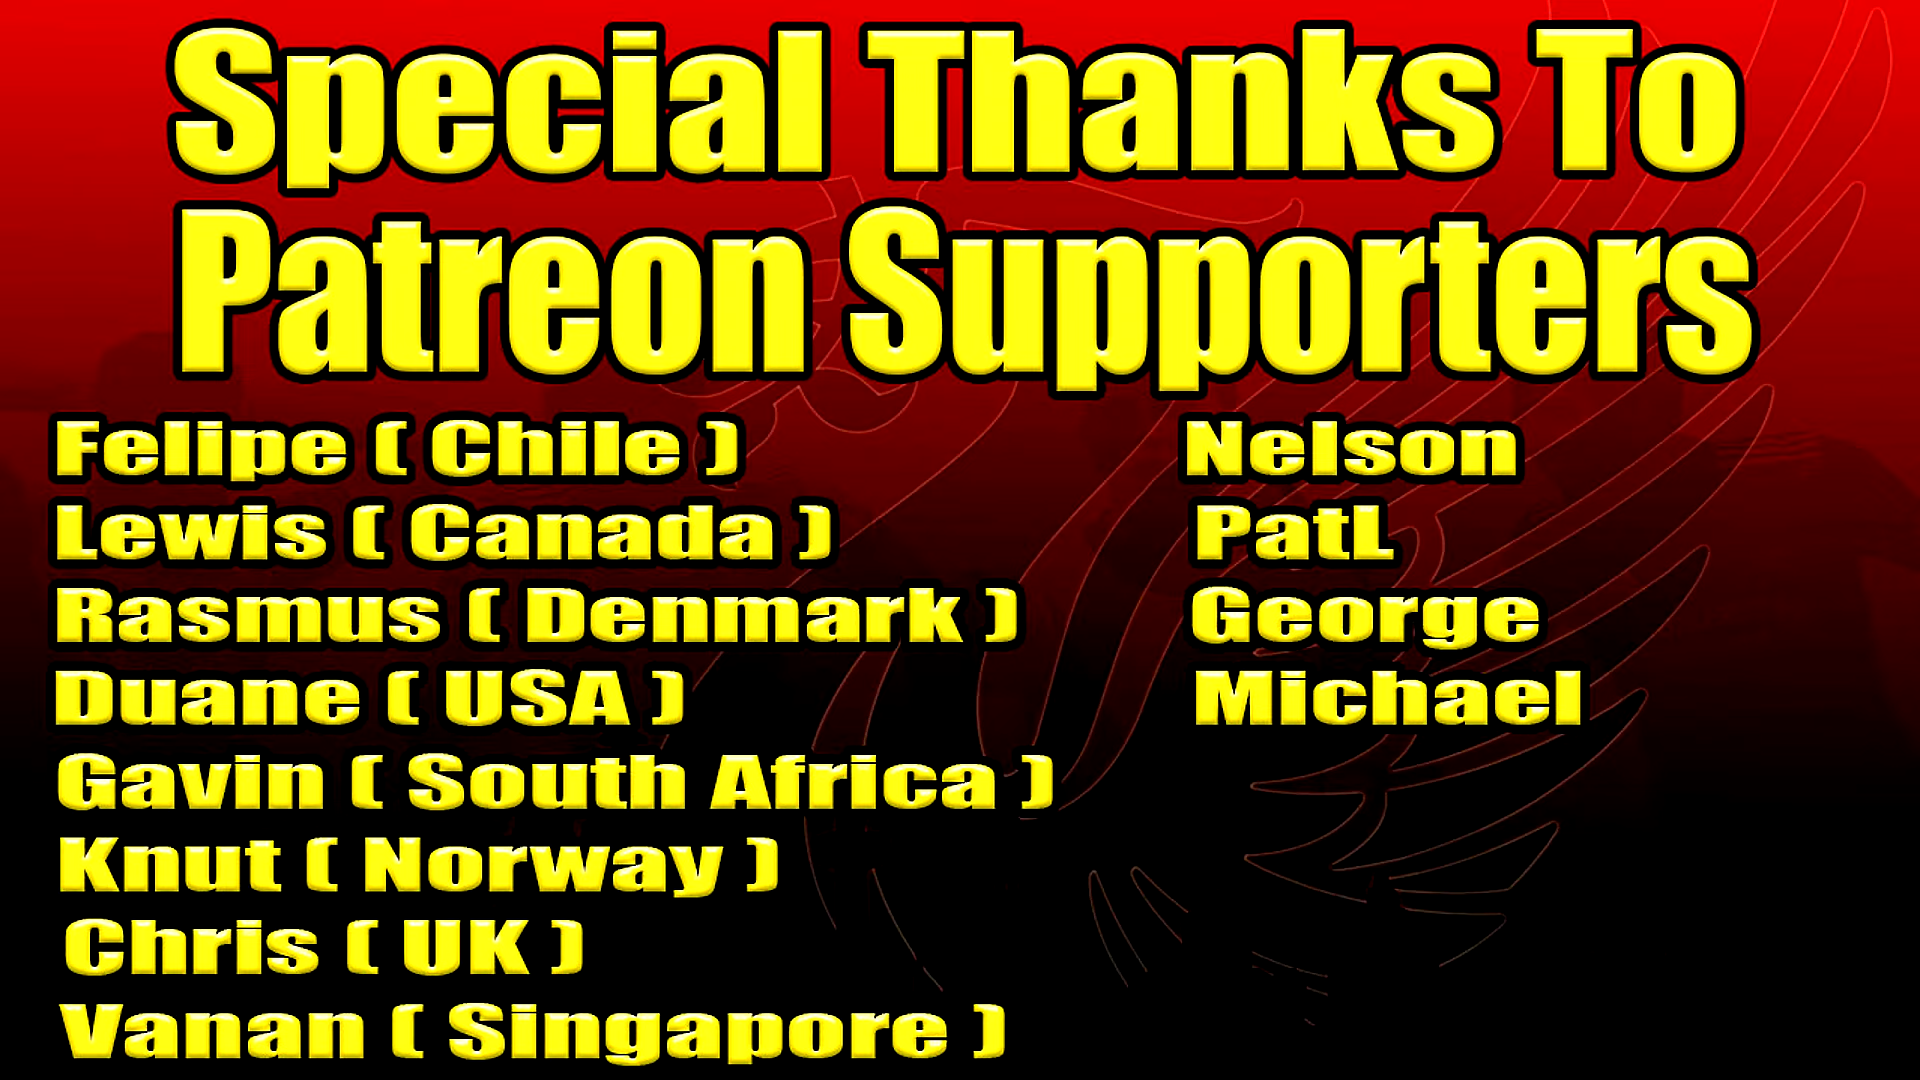 Special Thanks To
Patreon Supporters
Felipe ( Chile )
Lewis ( Canada )
Rasmus ( Denmark )
Duane ( USA )
Gavin ( South Africa )
Knut ( Norway )
Chris ( UK )
Vanan ( Singapore )
Nelson
PatL
George
Michael